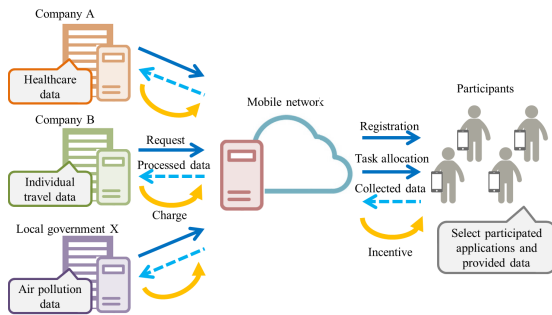 Company A
Healthcare
data
Company B
Individual
travel data
Local government X
Air pollution
data
Request
Processed data
Charge
Mobile network
Registration
Task allocation
Collected data
Incentive
Participants
Select participated
applications and
provided data